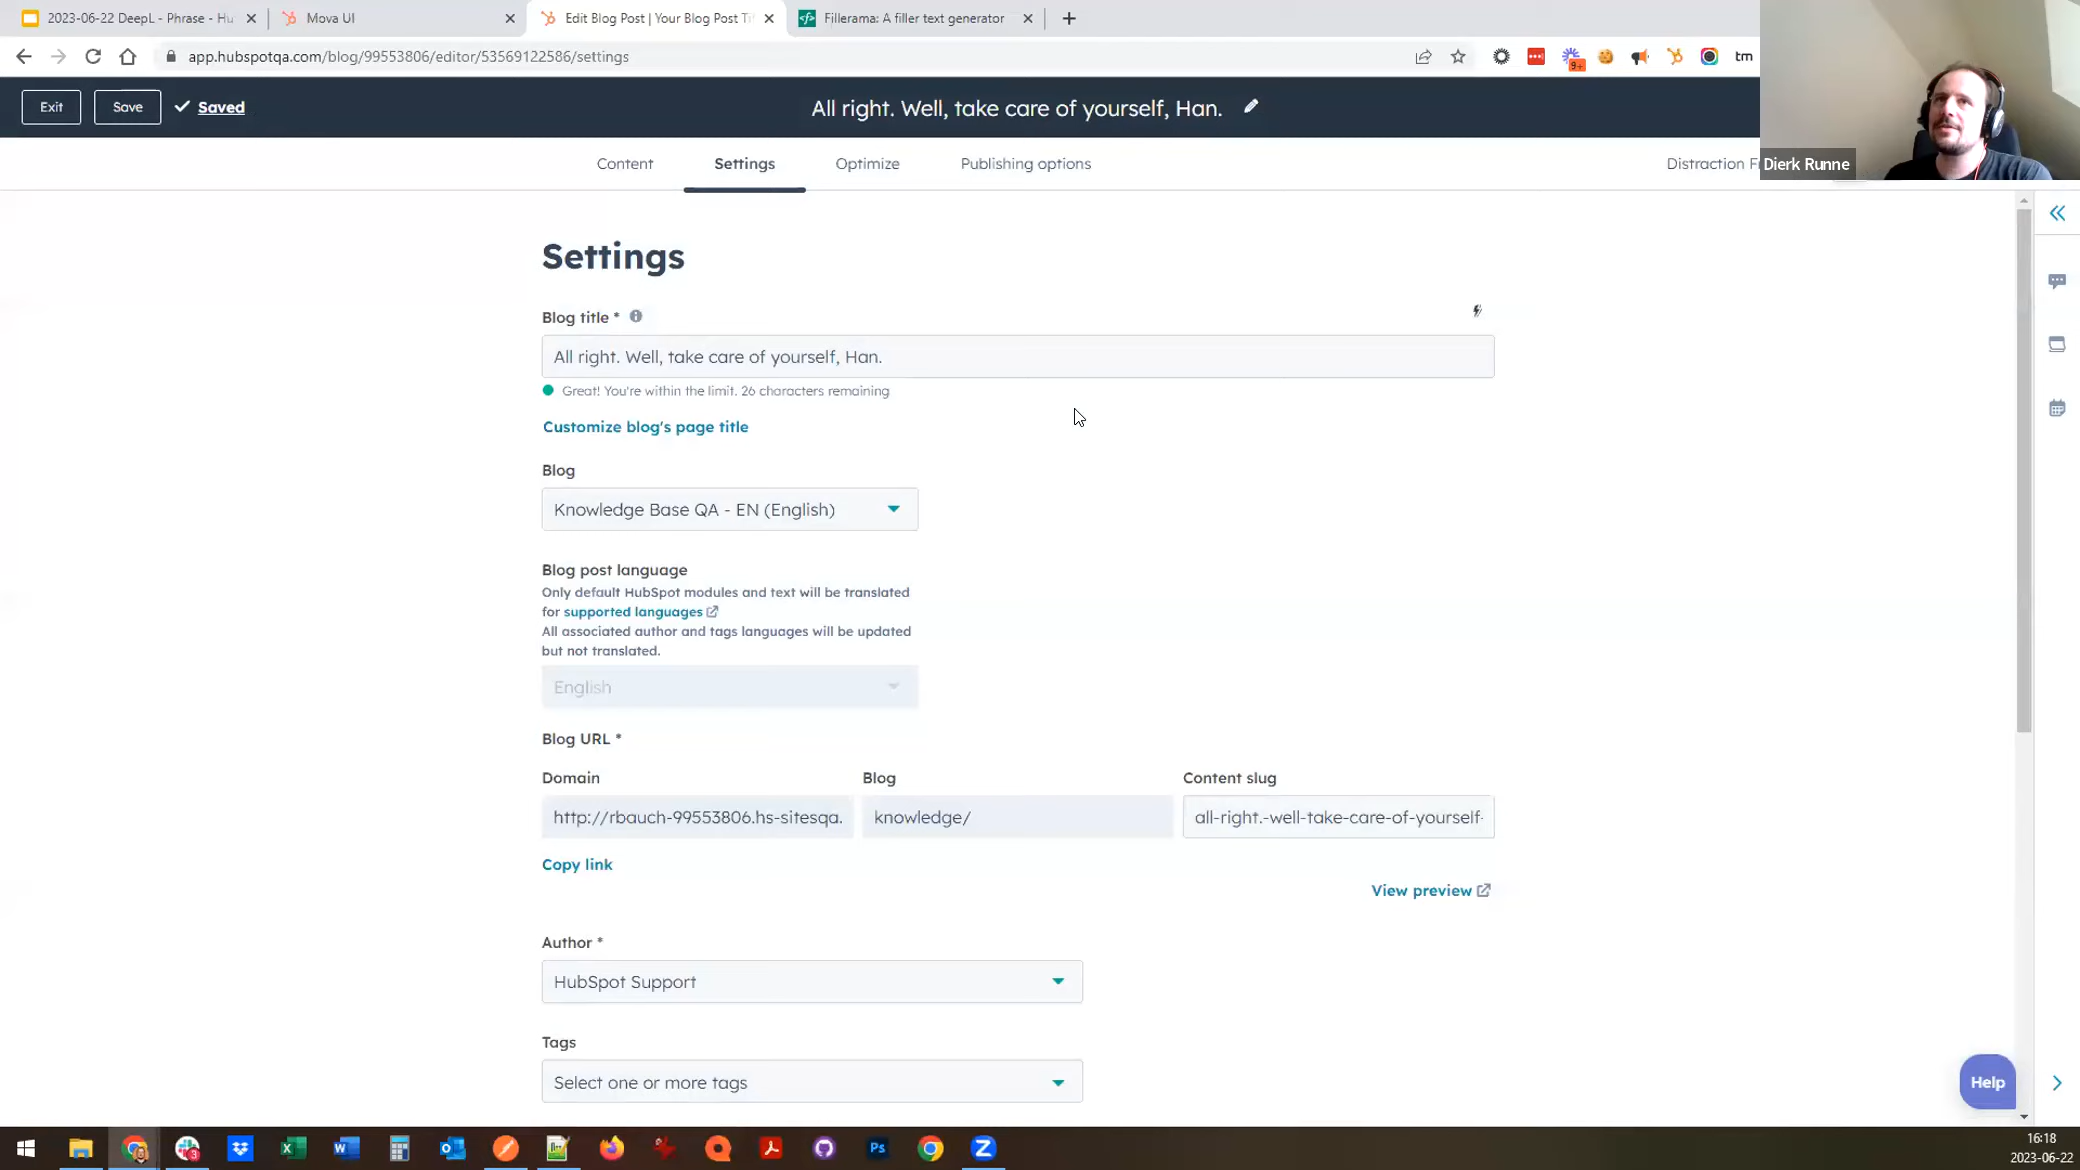 2023-06-22 DeepL - Phrase - Hu
Mova UI
Edit Blog Post | Your Blog Post Ti
Fillerama: A filler text generator
app.hubspotqa.com/blog/99553806/editor/53569122586/settings
9+
tm
Exit
Save
Saved
All right. Well, take care of yourself, Han.
Content
Settings
Optimize
Publishing options
Distraction F
Dierk Runne
Settings
Blog title *
All right. Well, take care of yourself, Han.
Great! You're within the limit. 26 characters remaining
Customize blog's page title
Blog
Knowledge Base QA - EN (English)
Blog post language
Only default HubSpot modules and text will be translated
for supported languages
All associated author and tags languages will be updated
but not translated.
English
Blog URL *
Domain
Blog
Content slug
http://rbauch-99553806.hs-sitesqa.
knowledge/
all-right.-well-take-care-of-yourself-
Copy link
View preview
Author *
HubSpot Support
Tags
Select one or more tags
Help
3
Ps
16:18
2023-06-22